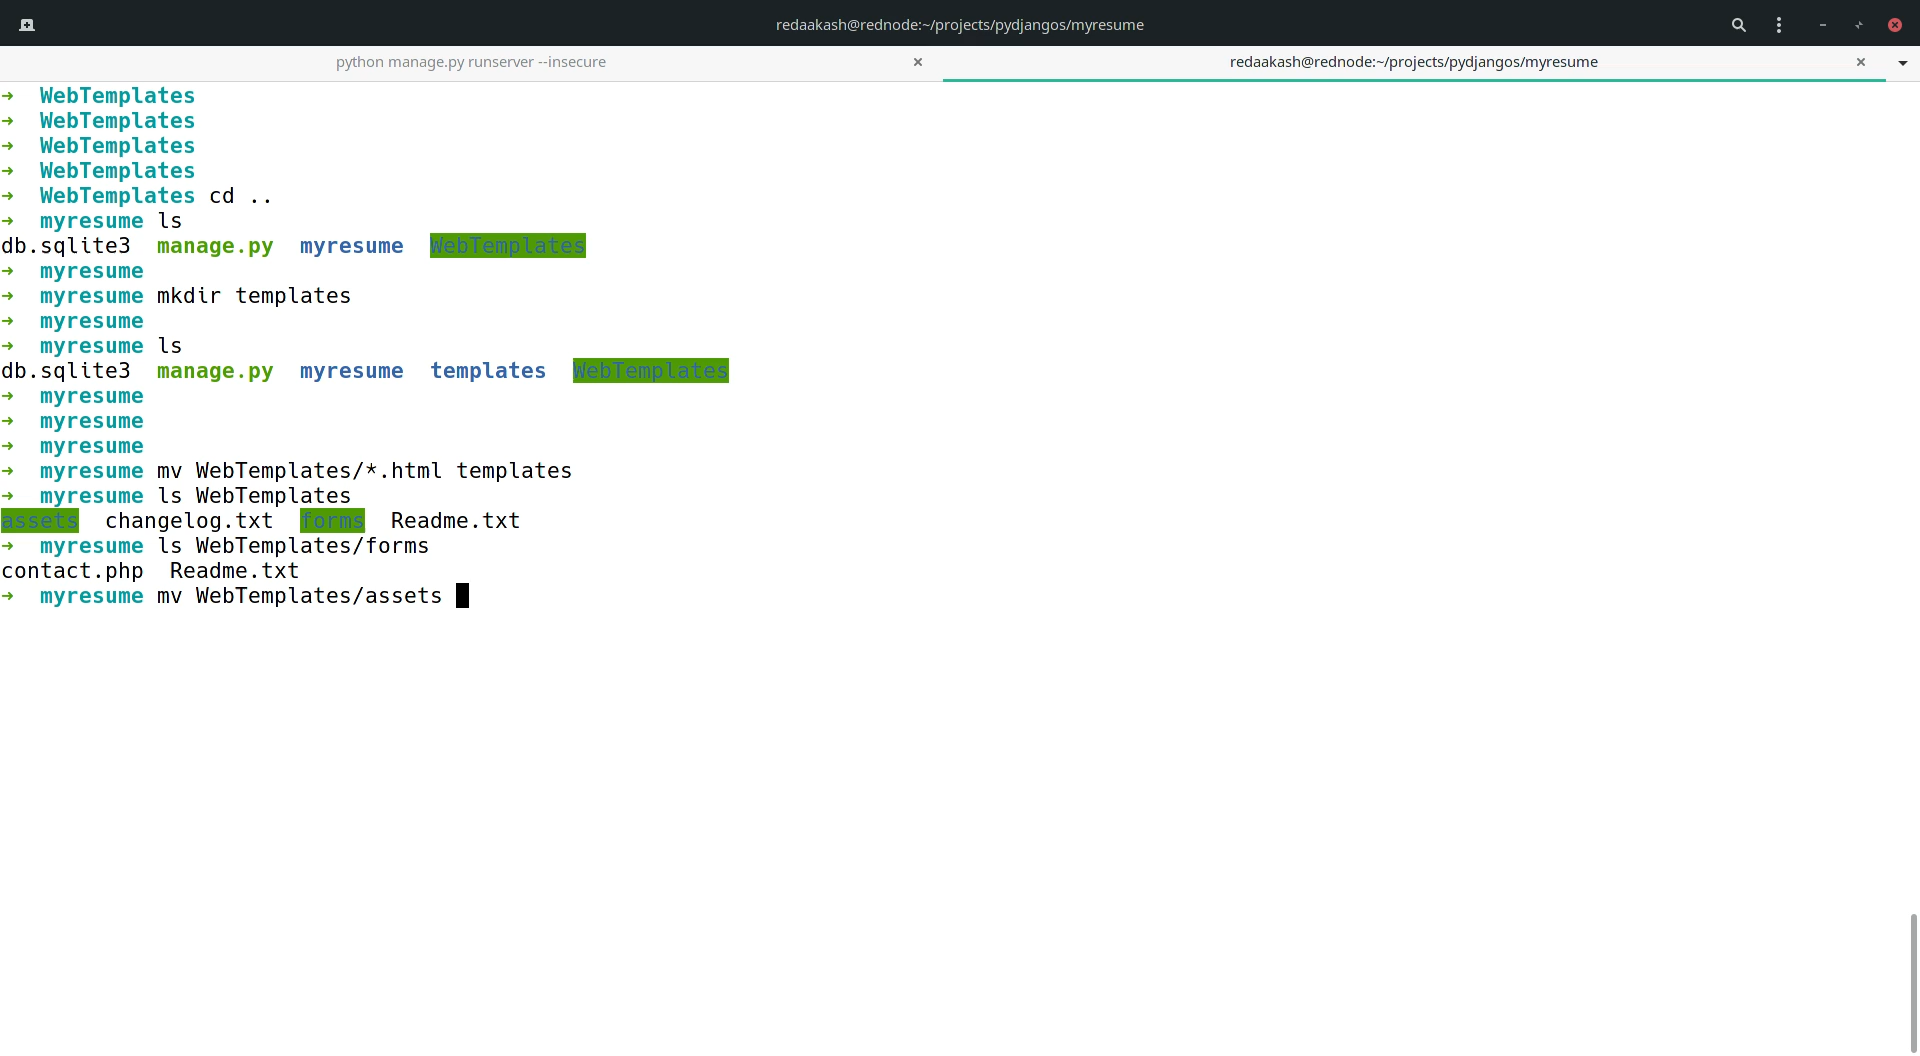 redaakash@rednode:~/projects/pydjangos/myresume
python manage.py runserver --insecure
redaakash@rednode:~/projects/pydjangos/myresume
→ WebTemplates
→ WebTemplates
→ WebTemplates
→ WebTemplates
→ WebTemplates cd ..
→ myresume ls
db.sqlite3 manage.py myresume WebTemplates
→ myresume
→ myresume mkdir templates
→ myresume
→ myresume ls
db.sqlite3 manage.py myresume templates WebTemplates
→ myresume
→ myresume
→ myresume
→ myresume mv WebTemplates/*.html templates
→ myresume ls WebTemplates
assets changelog.txt forms Readme.txt
→ myresume ls WebTemplates/forms
contact.php Readme.txt
→ myresume mv WebTemplates/assets